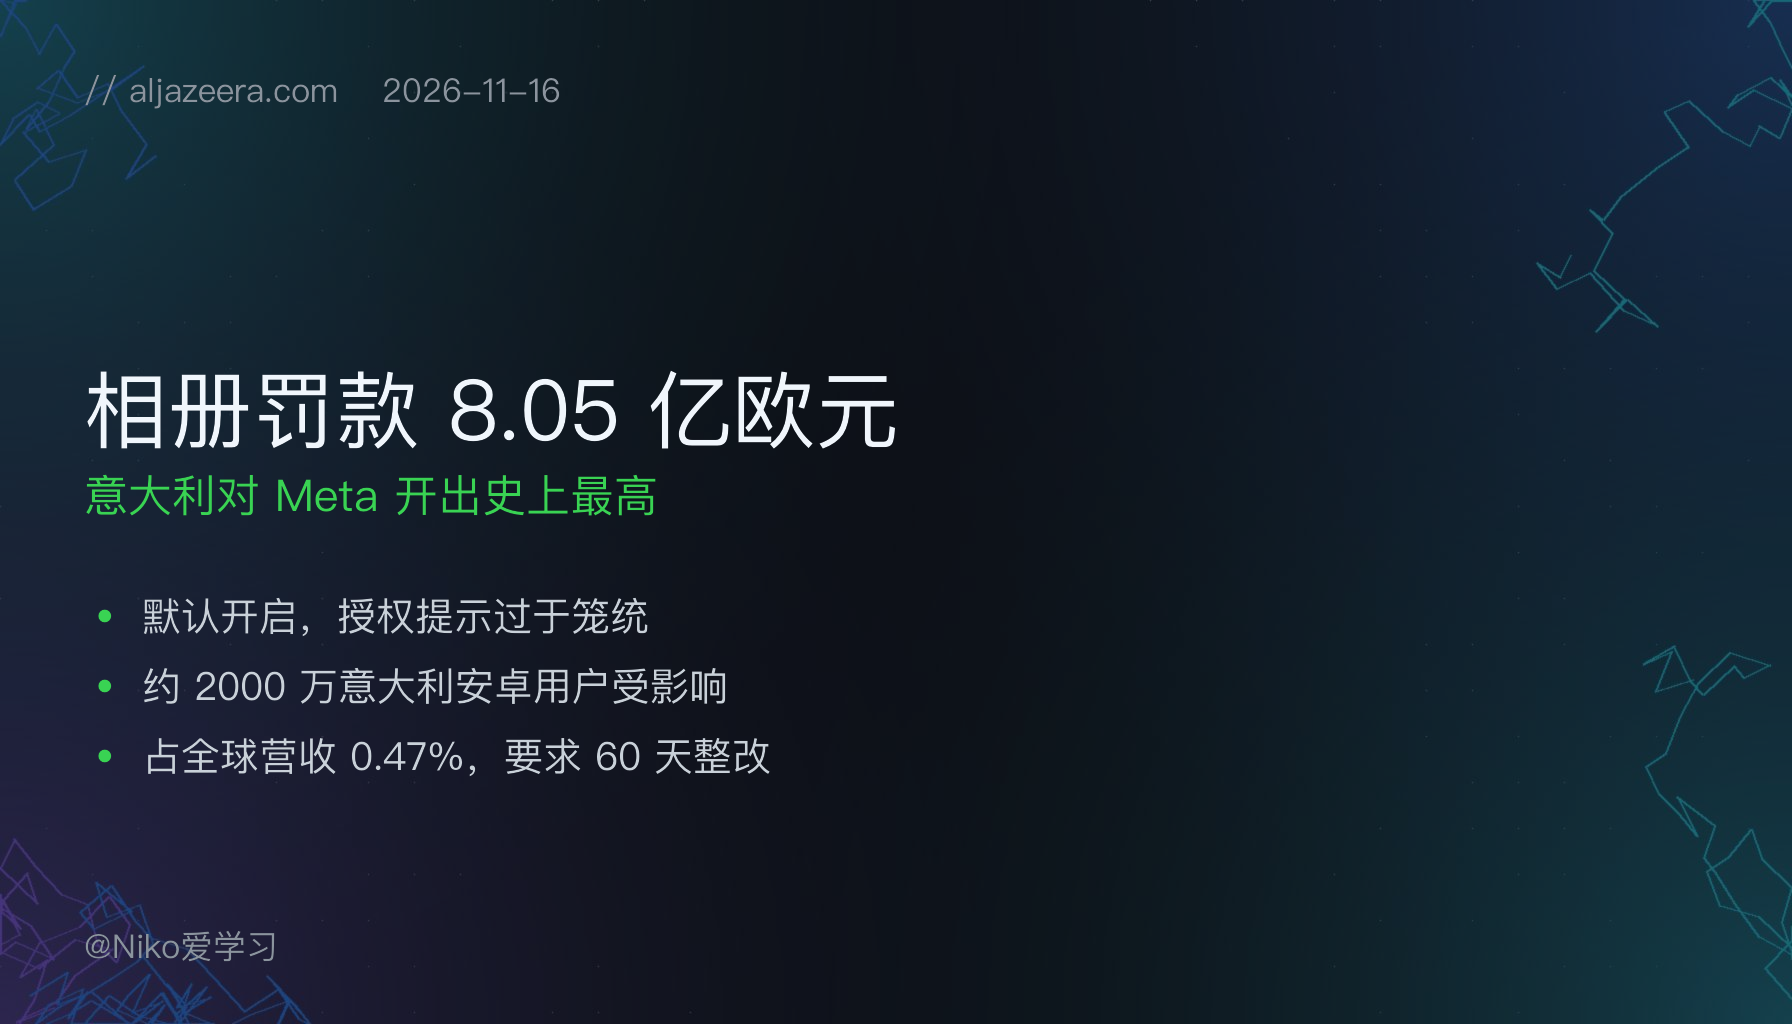 // aljazeera.com 2026-11-16
相册罚款 8.05 亿欧元
意大利对 Meta 开出史上最高
• 默认开启，授权提示过于笼统
• 约 2000 万意大利安卓用户受影响
• 占全球营收 0.47%，要求 60 天整改
@Niko爱学习